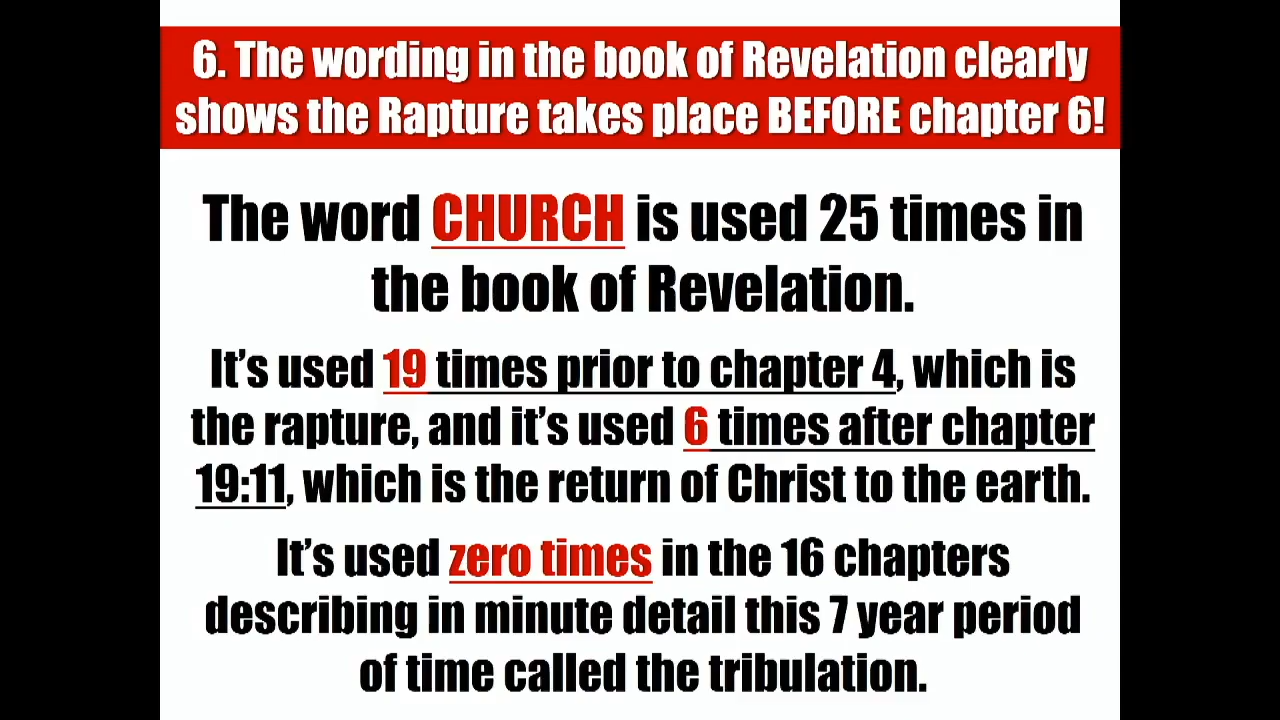 6. The wording in the book of Revelation clearly
shows the Rapture takes place BEFORE chapter 6!
The word CHURCH is used 25 times in
the book of Revelation.
It’s used 19 times prior to chapter 4, which is
the rapture, and it’s used 6 times after chapter
19:11, which is the return of Christ to the earth.
It’s used zero times in the 16 chapters
describing in minute detail this 7 year period
of time called the tribulation.